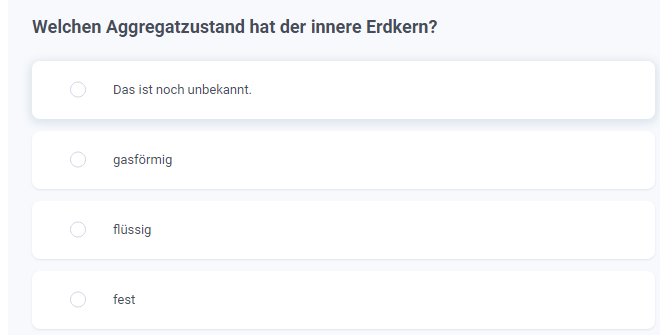 Welchen Aggregatzustand hat der innere Erdkern?
Das ist noch unbekannt.
gasförmig
flüssig
fest